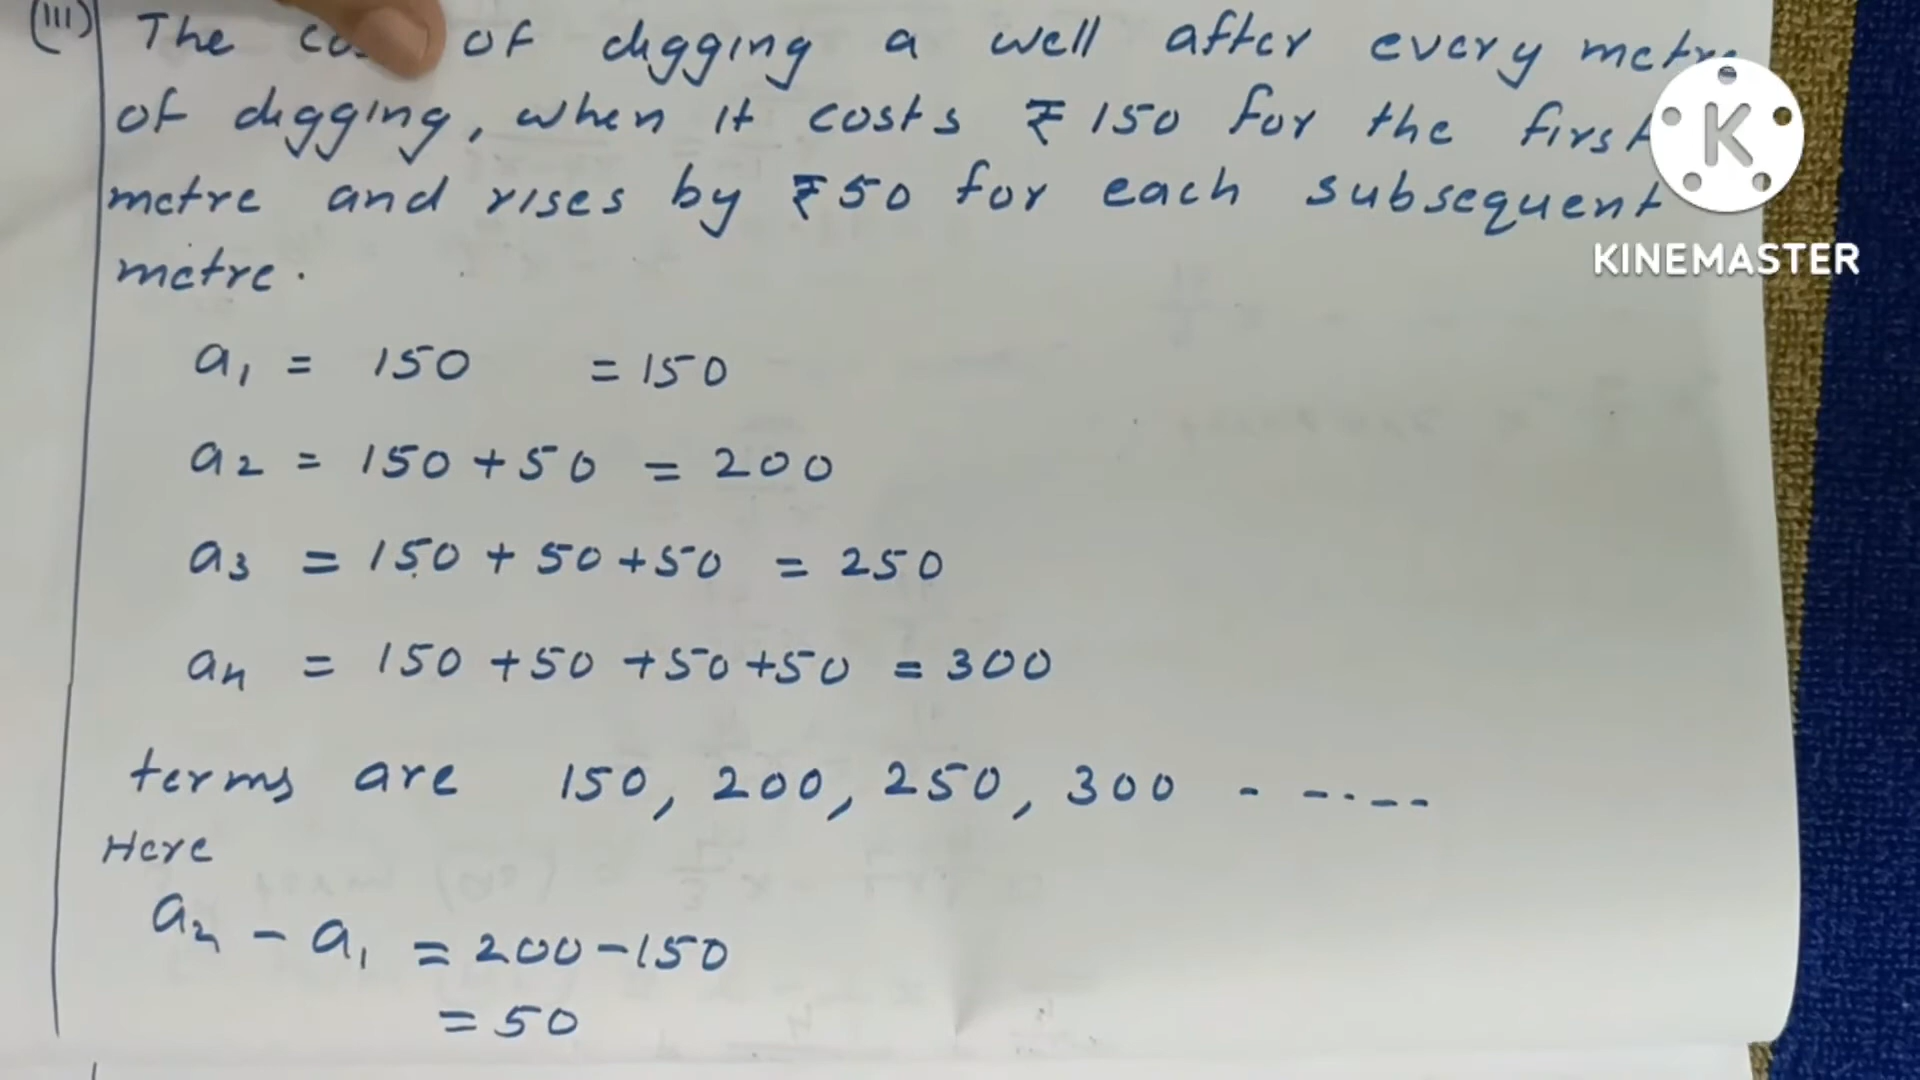 (iii) The of digging a well after every metre
of digging, when it costs ₹150 for the first
metre and rises by ₹50 for each subsequent
metre.
K
KINEMASTER
a₁ = 150 = 150
a₂ = 150 + 50 = 200
a₃ = 150 + 50 + 50 = 250
a₄ = 150 + 50 + 50 + 50 = 300
terms are 150, 200, 250, 300 - -----
Here
a₂ - a₁ = 200 - 150
= 50